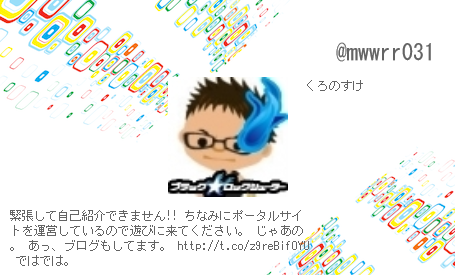 @mwwrr031
くろのすけ
ブラック★ロックシューター
緊張して自己紹介できません!! ちなみにポータルサイ
トを運営しているので遊びに来てください。 じゃあの
。 あっ、ブログもしてます。 http://t.co/z9reBifOYU
ではでは。